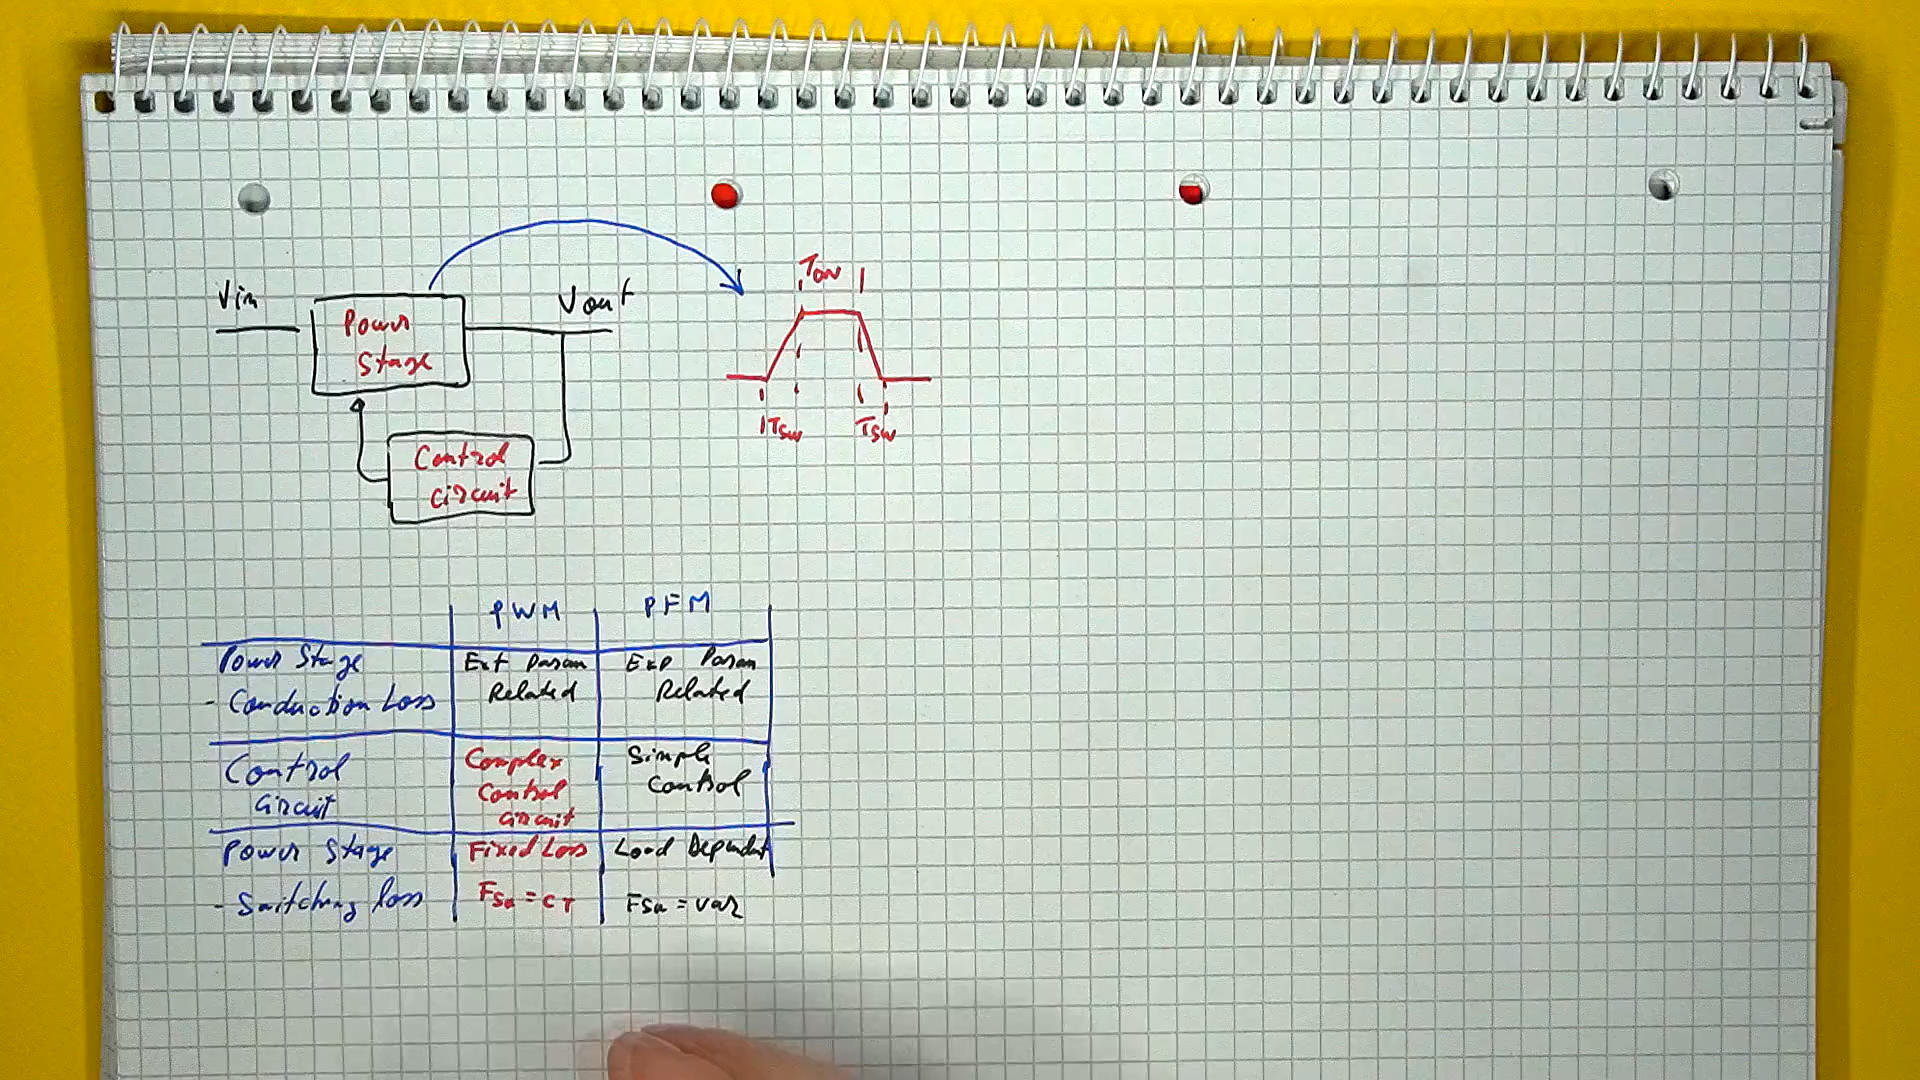 Vin
Vout
Power
Stage
Control
Circuit
TON
Tsw
Tsw
PWM
PFM
Power Stage
- Conduction Loss
Ext Param
Related
Exp Param
Related
Control
Circuit
Complex
Control
Circuit
Simple
Control
Power Stage
- Switching loss
Fixed Loss
Fsw = CT
Load Dependent
Fsw = var